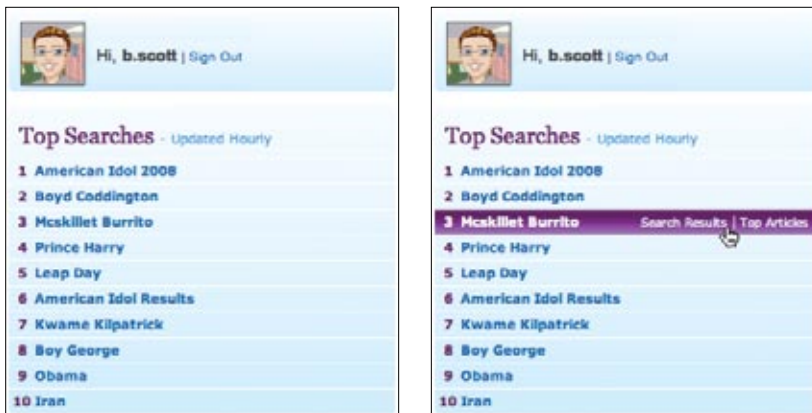 Hi, b.scott | Sign Out
Top Searches - Updated Hourly
1 American Idol 2008
2 Boyd Coddington
3 Mcskillet Burrito
4 Prince Harry
5 Leap Day
6 American Idol Results
7 Kwame Kilpatrick
8 Boy George
9 Obama
10 Iran
Hi, b.scott | Sign Out
Top Searches - Updated Hourly
1 American Idol 2008
2 Boyd Coddington
3 Mcskillet Burrito Search Results | Top Articles
4 Prince Harry
5 Leap Day
6 American Idol Results
7 Kwame Kilpatrick
8 Boy George
9 Obama
10 Iran